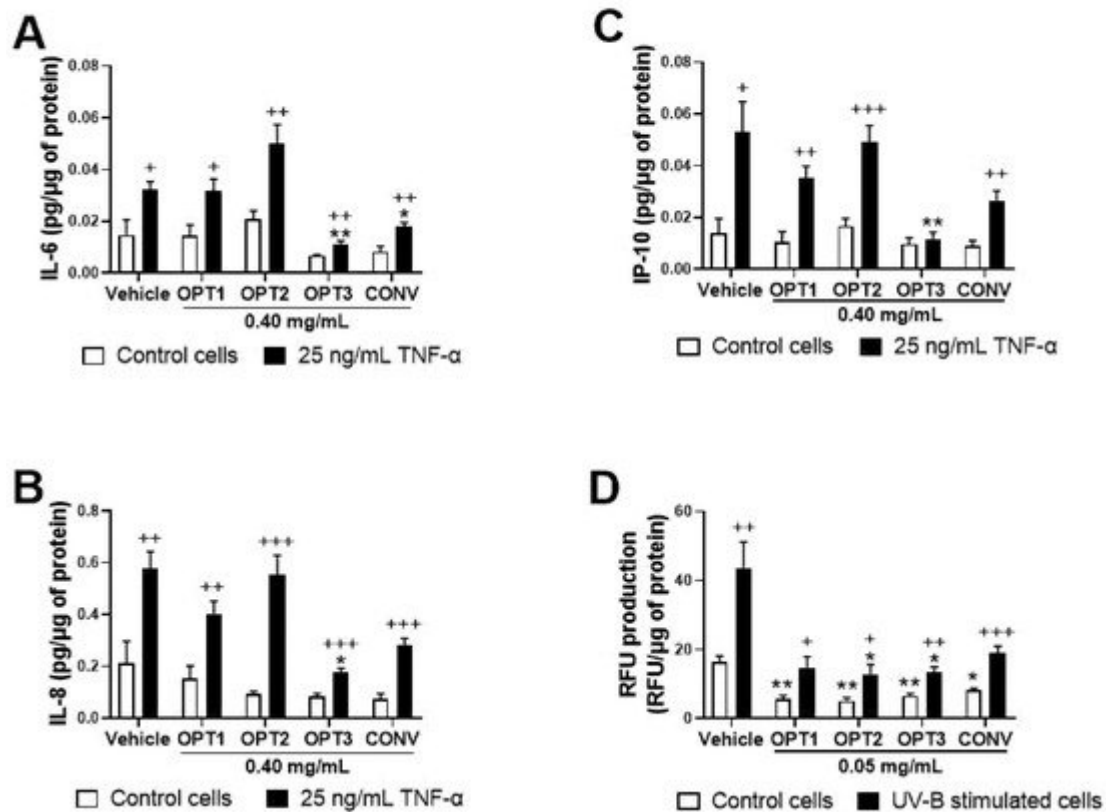 A
IL-6 (pg/µg of protein)
0.08
0.06
0.04
0.02
0.00
+
+
++
++
**
++
*
Vehicle OPT1 OPT2 OPT3 CONV
0.40 mg/mL
Control cells 25 ng/mL TNF-α
C
IP-10 (pg/µg of protein)
0.08
0.06
0.04
0.02
0.00
+
++
+++
**
++
Vehicle OPT1 OPT2 OPT3 CONV
0.40 mg/mL
Control cells 25 ng/mL TNF-α
B
IL-8 (pg/µg of protein)
0.8
0.6
0.4
0.2
0.0
++
++
+++
+++
*
+++
Vehicle OPT1 OPT2 OPT3 CONV
0.40 mg/mL
Control cells 25 ng/mL TNF-α
D
RFU production
(RFU/µg of protein)
60
40
20
0
++
**
+
**
+
*
**
++
*
*
+++
Vehicle OPT1 OPT2 OPT3 CONV
0.05 mg/mL
Control cells UV-B stimulated cells